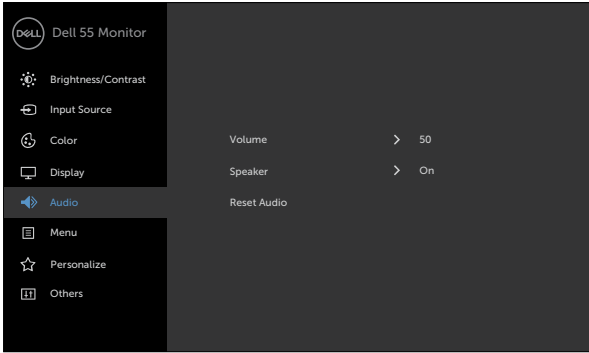 DELL Dell 55 Monitor
Brightness/Contrast
Input Source
Color
Volume > 50
Display
Speaker > On
Audio
Reset Audio
Menu
Personalize
Others